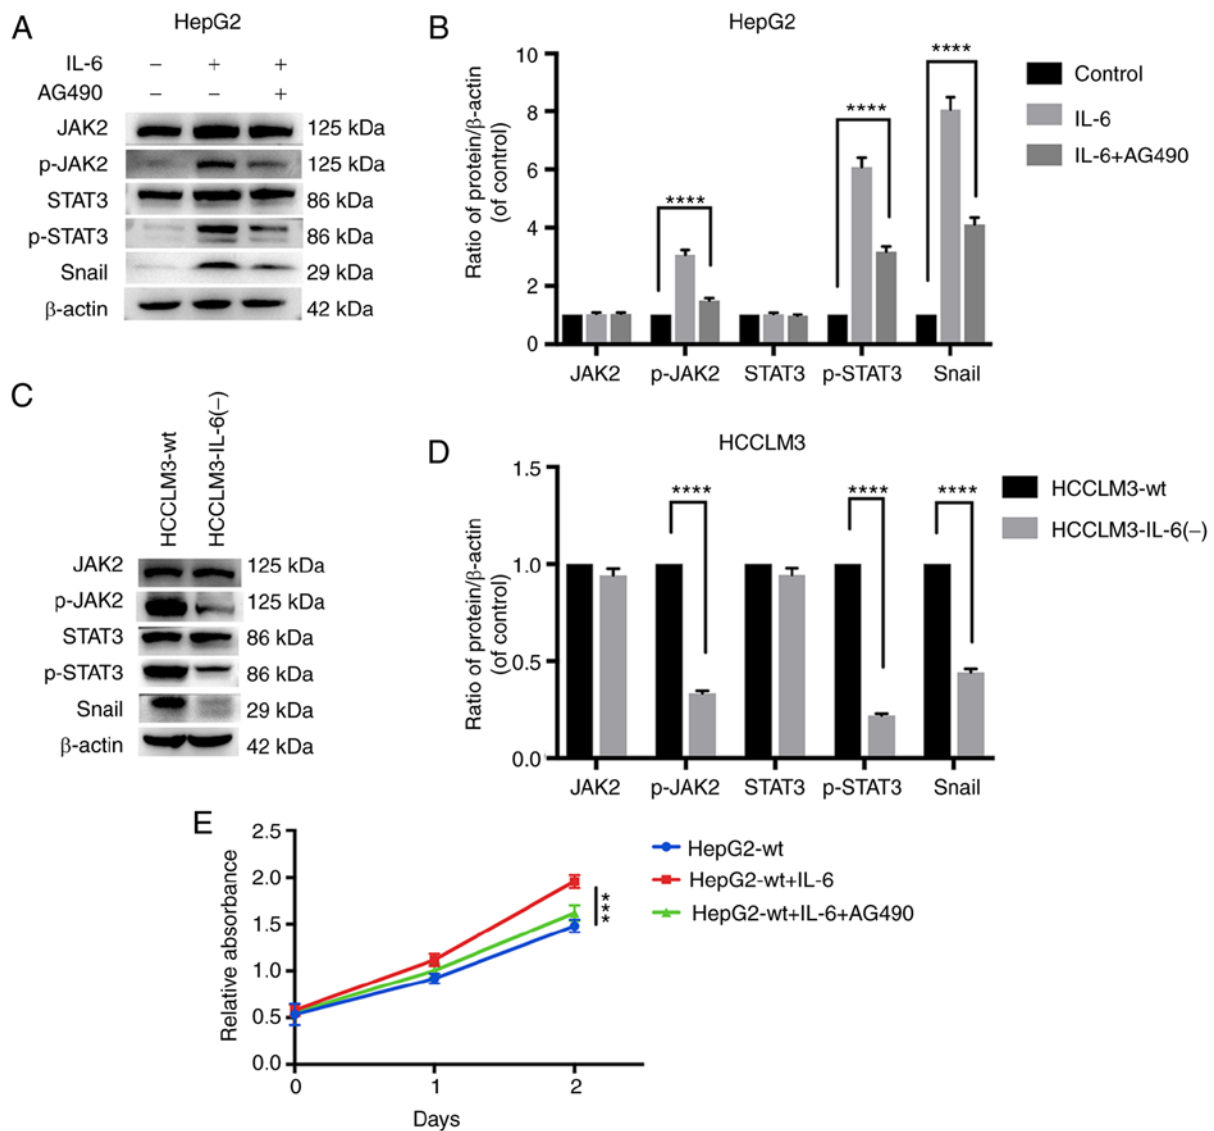 A
HepG2
IL-6 – + +
AG490 – – +
JAK2 125 kDa
p-JAK2 125 kDa
STAT3 86 kDa
p-STAT3 86 kDa
Snail 29 kDa
β-actin 42 kDa
B
HepG2
Ratio of protein/β-actin
(of control)
10
8
6
4
2
0
****
****
****
JAK2 p-JAK2 STAT3 p-STAT3 Snail
Control
IL-6
IL-6+AG490
C
HCCLM3-wt
HCCLM3-IL-6(–)
JAK2 125 kDa
p-JAK2 125 kDa
STAT3 86 kDa
p-STAT3 86 kDa
Snail 29 kDa
β-actin 42 kDa
D
HCCLM3
Ratio of protein/β-actin
(of control)
1.5
1.0
0.5
0.0
**** **** ****
JAK2 p-JAK2 STAT3 p-STAT3 Snail
HCCLM3-wt
HCCLM3-IL-6(–)
E
Relative absorbance
2.5
2.0
1.5
1.0
0.5
0.0
0 1 2
Days
***
HepG2-wt
HepG2-wt+IL-6
HepG2-wt+IL-6+AG490